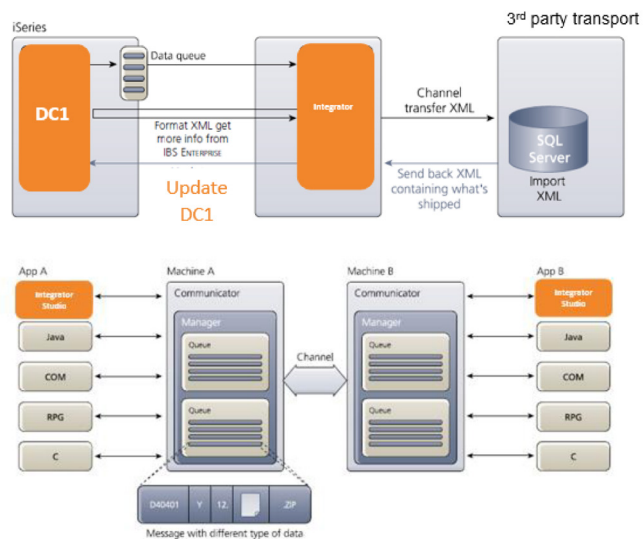 3rd party transport
iSeries
Data queue
DC1
Integrator
Format XML get
more info from
IBS ENTERPRISE
Update
DC1
Channel
transfer XML
Send back XML
containing what's
shipped
SQL
Server
Import
XML
App A
Machine A
Machine B
App B
Integrator
Studio
Java
COM
RPG
C
Communicator
Manager
Queue
Queue
Channel
Communicator
Manager
Queue
Queue
Integrator
Studio
Java
COM
RPG
C
D40401
Y
12.
.ZIP
Message with different type of data